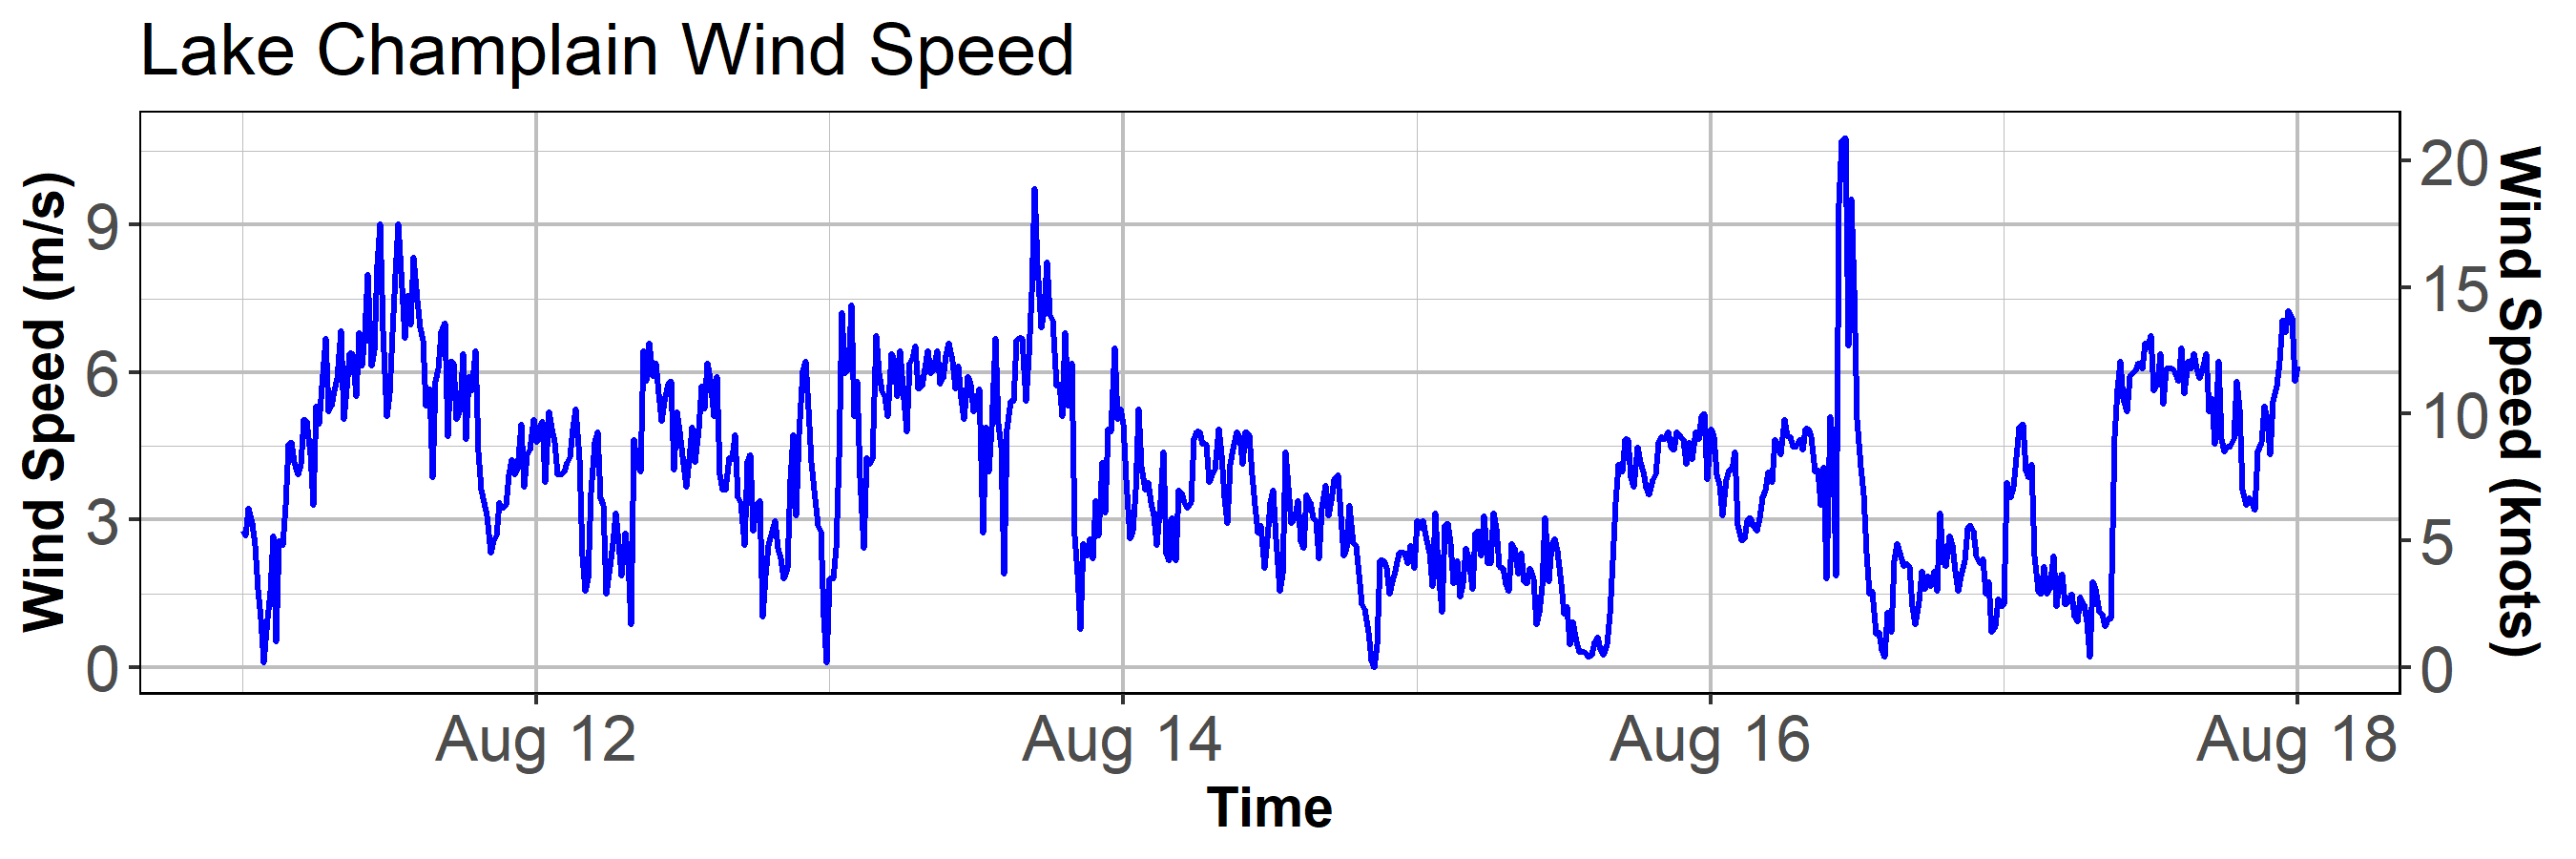 Lake Champlain Wind Speed
Wind Speed (m/s)
9
6
3
0
20
15
10
5
0
Wind Speed (knots)
Aug 12
Aug 14
Aug 16
Aug 18
Time